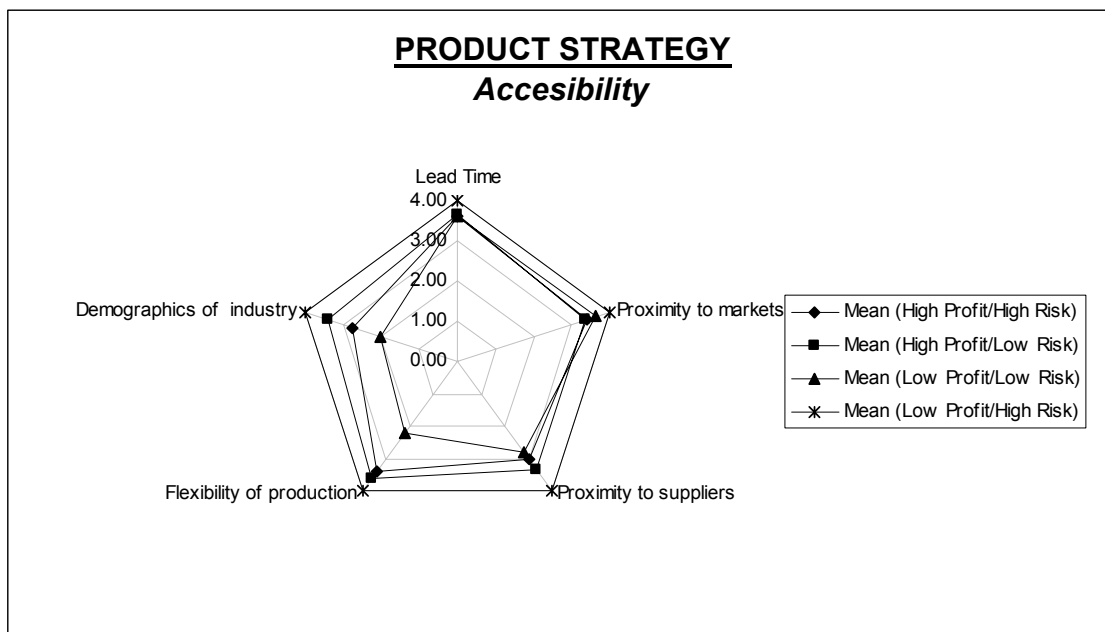 PRODUCT STRATEGY
Accesibility
Lead Time
4.00
3.00
2.00
1.00
0.00
Proximity to markets
Proximity to suppliers
Flexibility of production
Demographics of industry
Mean (High Profit/High Risk)
Mean (High Profit/Low Risk)
Mean (Low Profit/Low Risk)
Mean (Low Profit/High Risk)